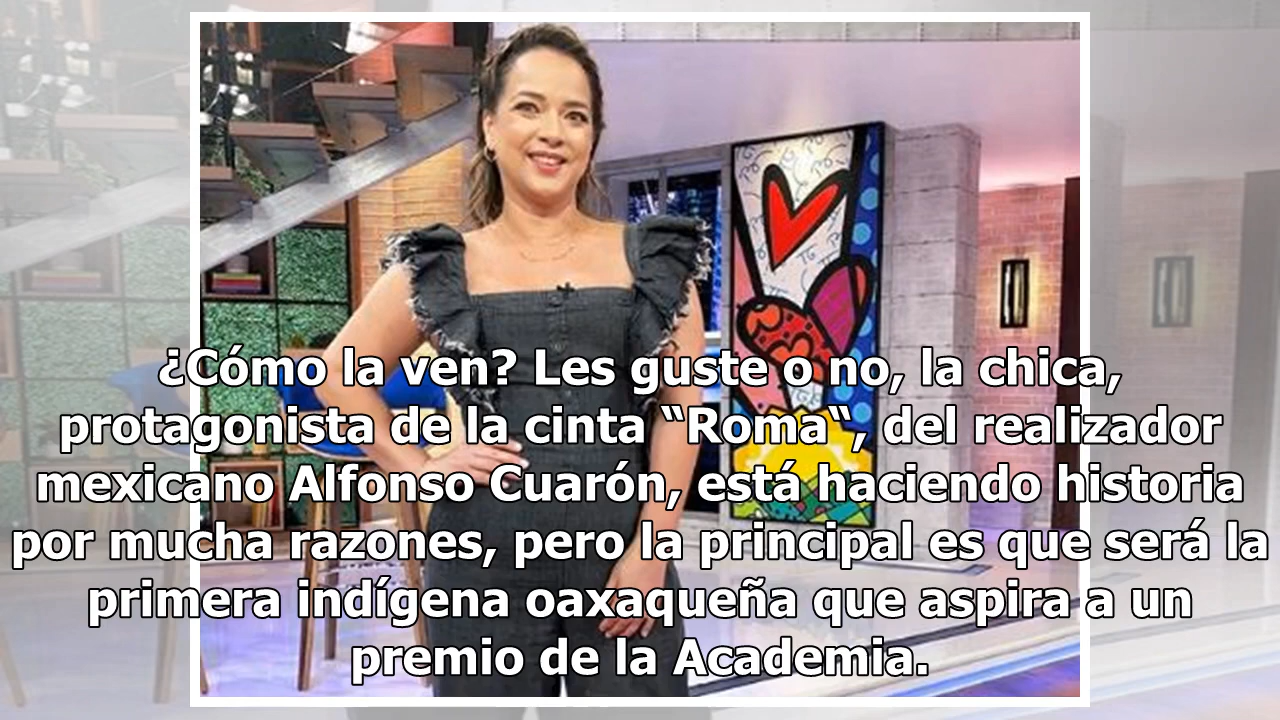 ¿Cómo la ven? Les guste o no, la chica,
protagonista de la cinta “Roma“, del realizador
mexicano Alfonso Cuarón, está haciendo historia
por mucha razones, pero la principal es que será la
primera indígena oaxaqueña que aspira a un
premio de la Academia.